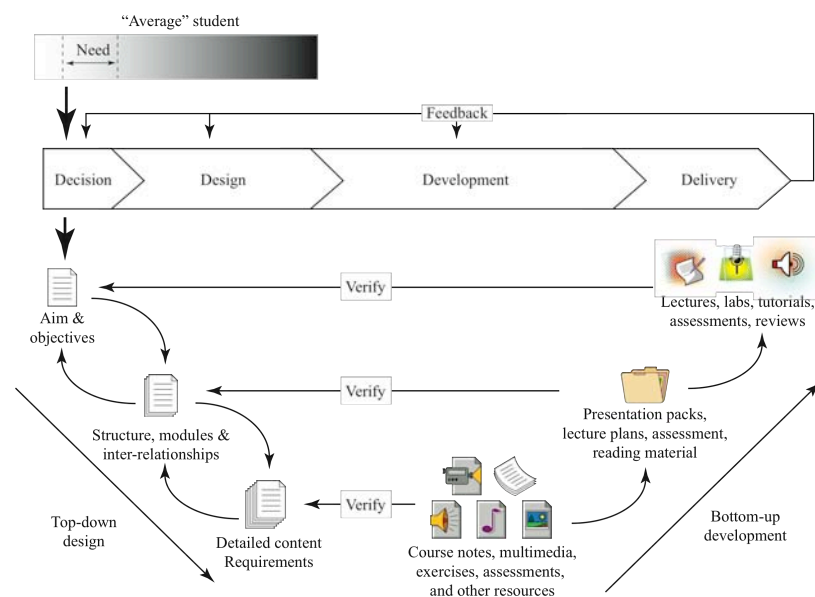 “Average” student
Need
Feedback
Decision
Design
Development
Delivery
Verify
Lectures, labs, tutorials,
assessments, reviews
Aim &
objectives
Verify
Presentation packs,
lecture plans, assessment,
reading material
Structure, modules &
inter-relationships
Verify
Top-down
design
Detailed content
Requirements
Course notes, multimedia,
exercises, assessments,
and other resources
Bottom-up
development